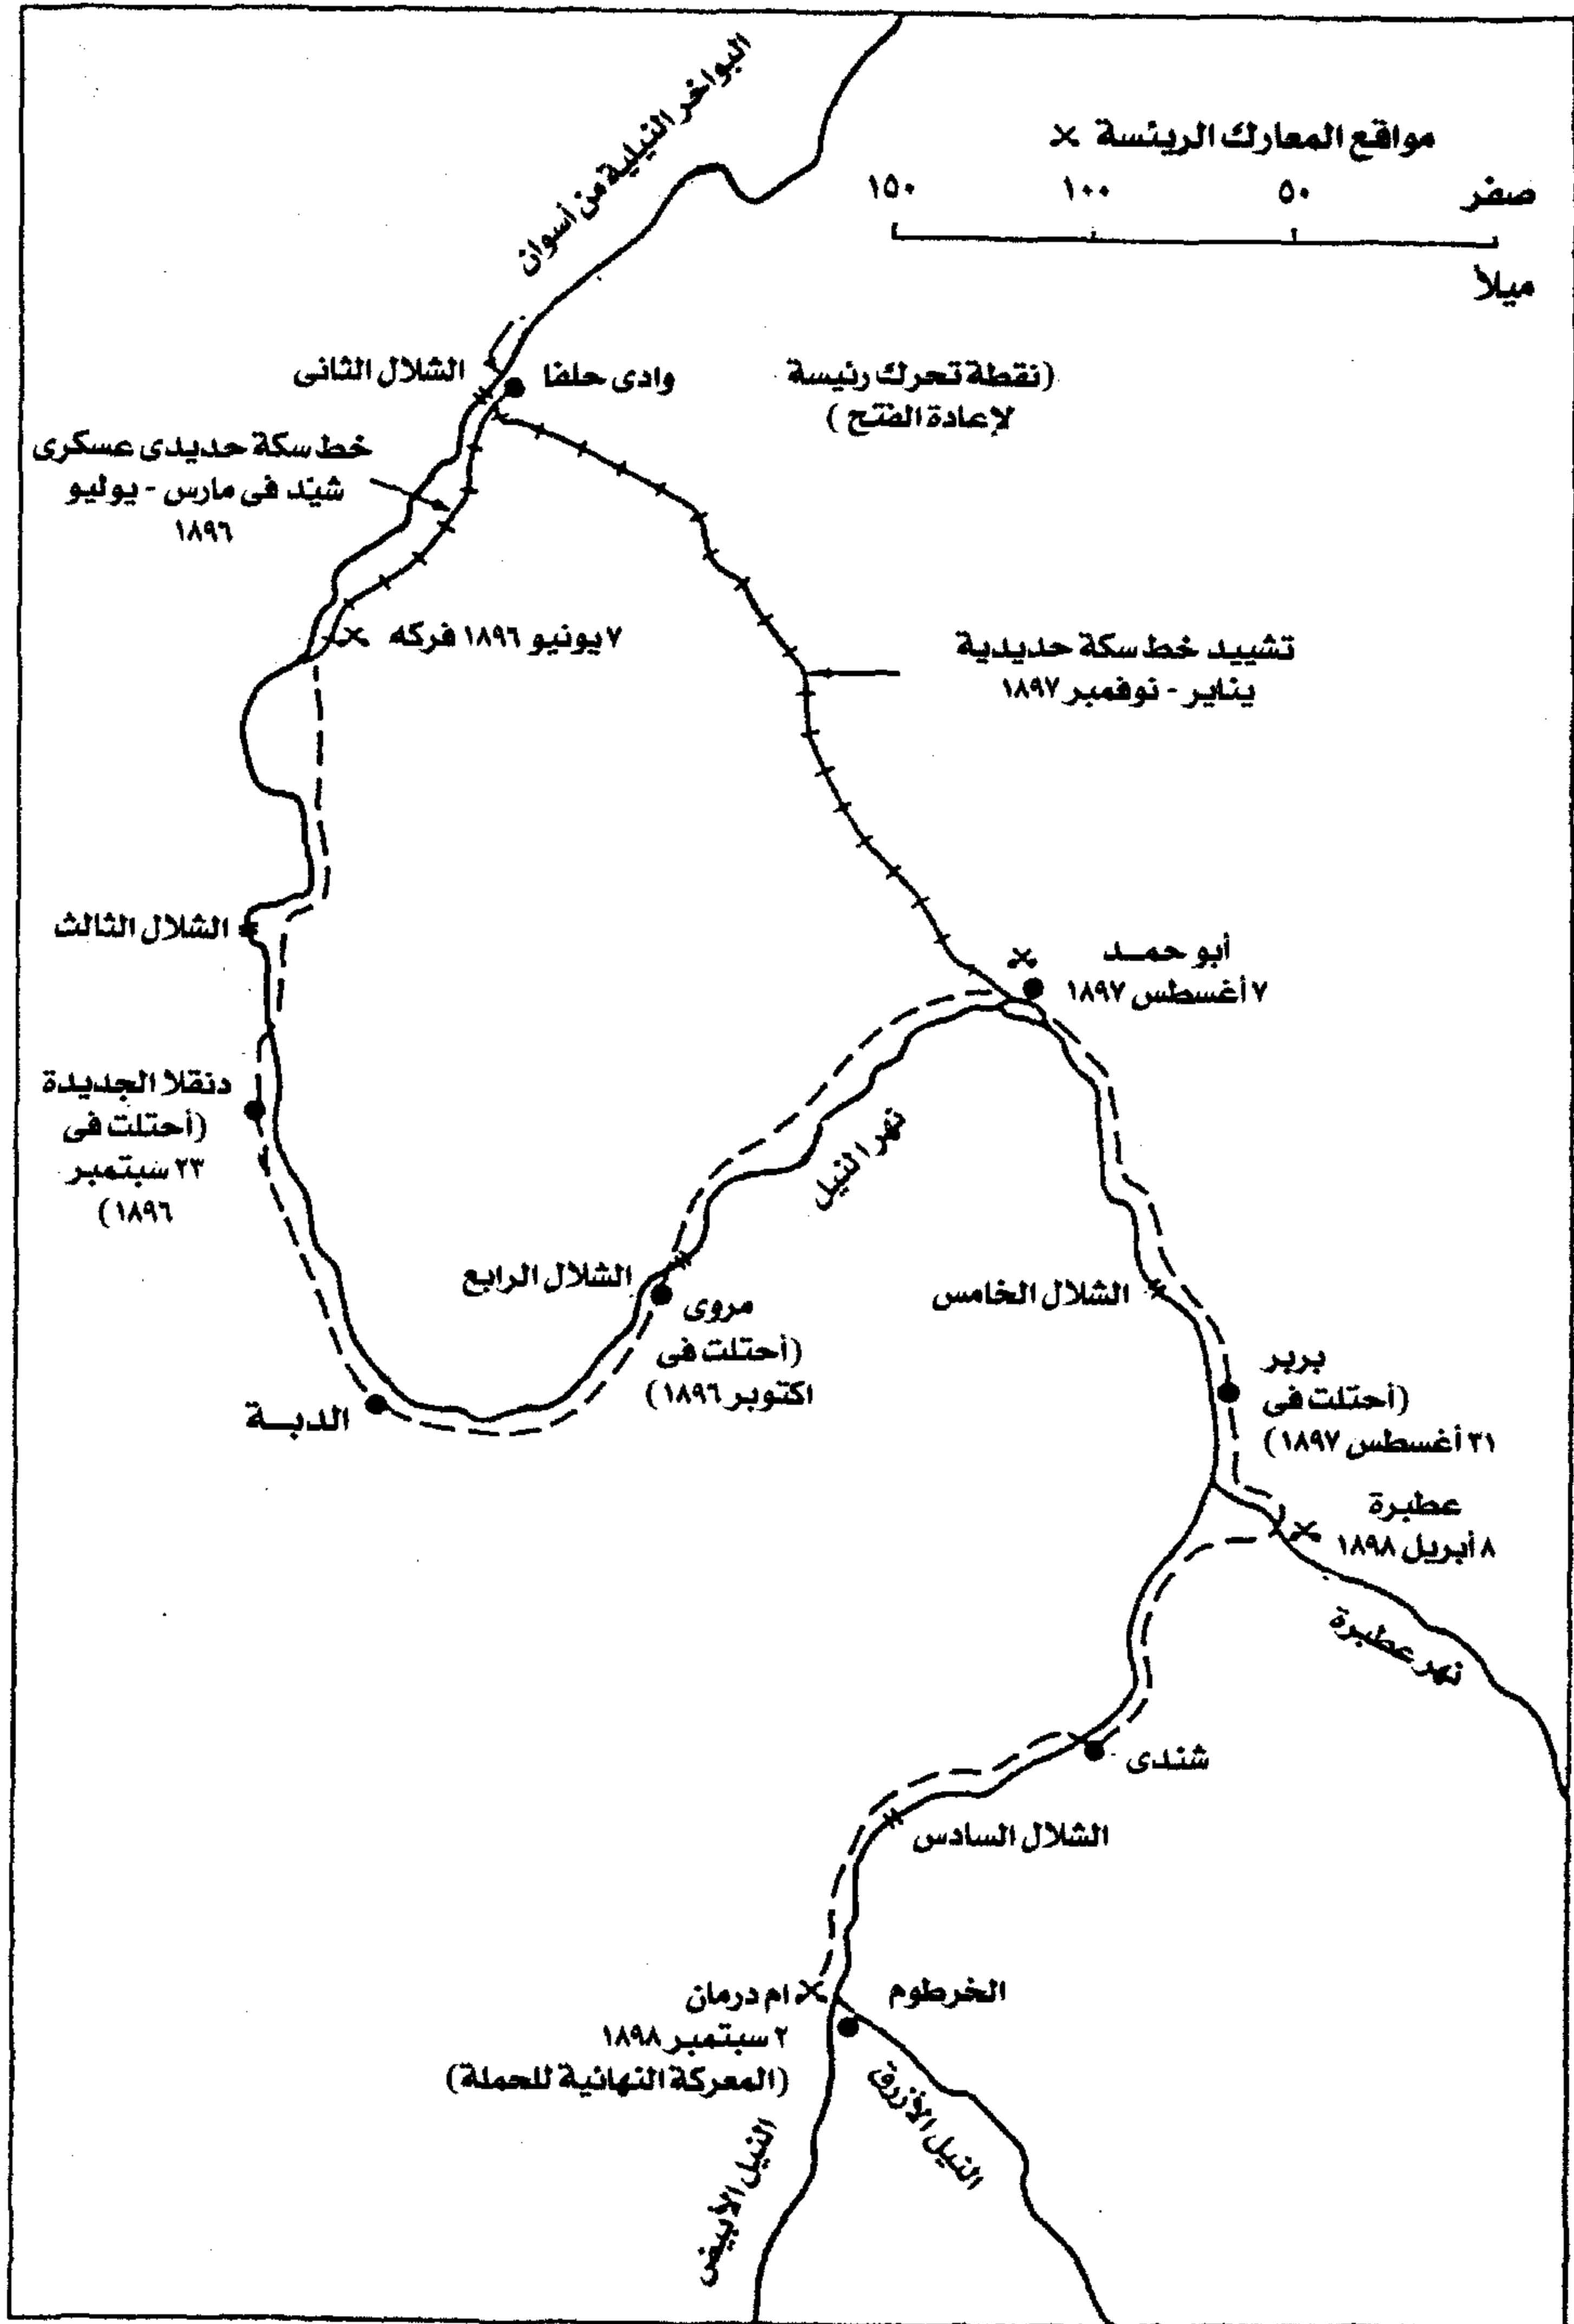 البواخر النيلية من أسوان
مواقع المعارك الريئسة ×
صفر ٥٠ ١٠٠ ١٥٠
ميلا
الشلال الثانى
وادى حلفا
(نقطة تحرك رئيسة
لإعادة الفتح)
خط سكة حديدى عسكرى
شيّد فى مارس - يوليو
١٨٩٦
٧ يونيو ١٨٩٦ فركه
تشييد خط سكة حديدية
يناير - نوفمبر ١٨٩٧
الشلال الثالث
أبو حمـــد
٧ أغسطس ١٨٩٧
دنقلا الجديدة
(أحتلت فى
٢٣ سبتمبر
١٨٩٦)
نهر النيل
الشلال الرابع
مروى
(أحتلت فى
اكتوبر ١٨٩٦)
الشلال الخامس
بربر
(أحتلت فى
٣١ أغسطس ١٨٩٧)
الدبــة
عطبرة
٨ أبريل ١٨٩٨
نهر عطبرة
شندى
الشلال السادس
الخرطوم
ام درمان
٢ سبتمبر ١٨٩٨
(المعركة النهائية للحملة)
النيل الأزرق
النيل الأبيض